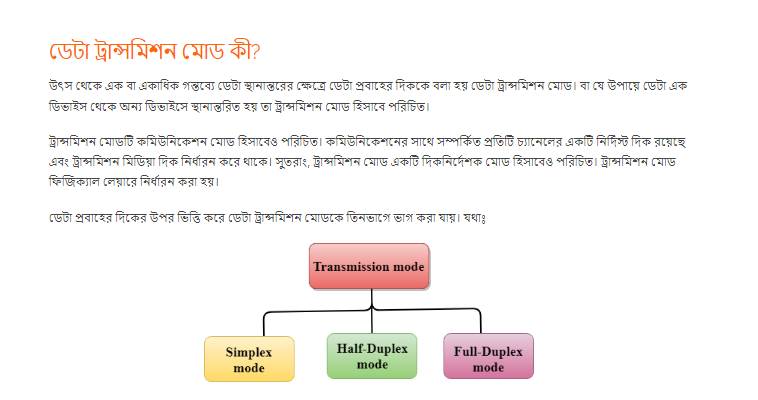 ডেটা ট্রান্সমিশন মোড কী?
উৎস থেকে এক বা একাধিক গন্তব্যে ডেটা স্থানান্তরের ক্ষেত্রে ডেটা প্রবাহের দিককে বলা হয় ডেটা ট্রান্সমিশন মোড। বা যে উপায়ে ডেটা এক
ডিভাইস থেকে অন্য ডিভাইসে স্থানান্তরিত হয় তা ট্রান্সমিশন মোড হিসাবে পরিচিত।
ট্রান্সমিশন মোডটি কমিউনিকেশন মোড হিসাবেও পরিচিত। কমিউনিকেশনের সাথে সম্পর্কিত প্রতিটি চ্যানেলের একটি নির্দিস্ট দিক রয়েছে
এবং ট্রান্সমিশন মিডিয়া দিক নির্ধারন করে থাকে। সুতরাং, ট্রান্সমিশন মোড একটি দিকনির্দেশক মোড হিসাবেও পরিচিত। ট্রান্সমিশন মোড
ফিজিক্যাল লেয়ারে নির্ধারন করা হয়।
ডেটা প্রবাহের দিকের উপর ভিত্তি করে ডেটা ট্রান্সমিশন মোডকে তিনভাগে ভাগ করা যায়। যথাঃ
Transmission mode
Simplex
mode
Half-Duplex
mode
Full-Duplex
mode